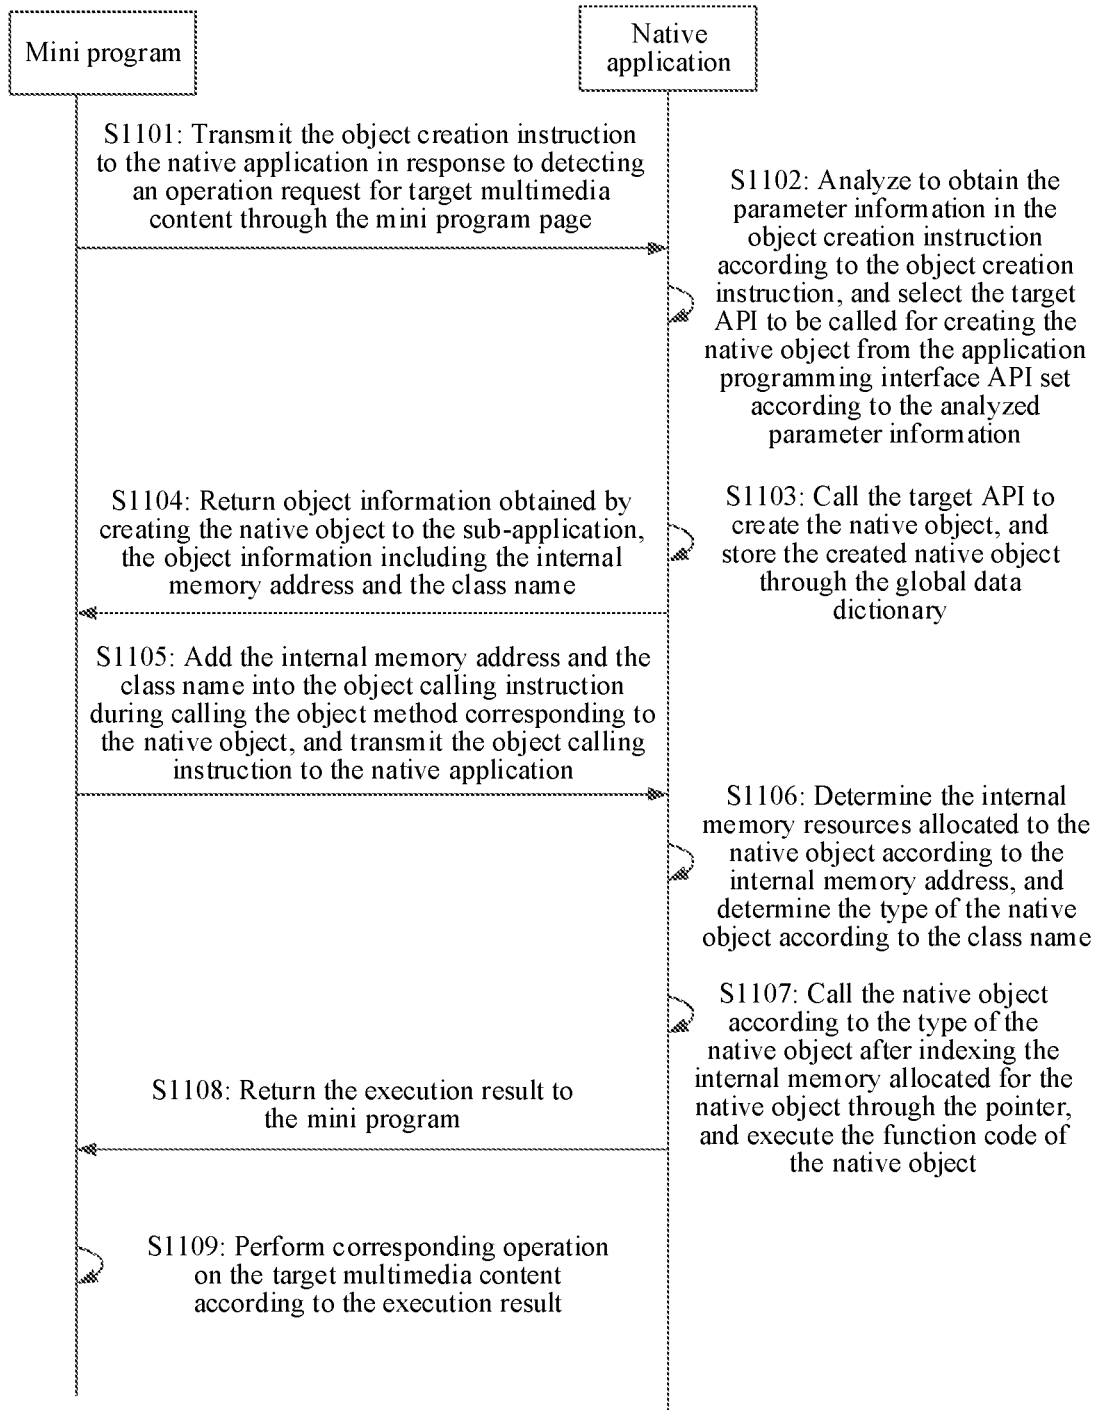 Mini program
Native
application
S1101: Transmit the object creation instruction
to the native application in response to detecting
an operation request for target multimedia
content through the mini program page
S1102: Analyze to obtain the
parameter information in the
object creation instruction
according to the object creation
instruction, and select the target
API to be called for creating the
native object from the application
programming interface API set
according to the analyzed
parameter information
S1103: Call the target API to
create the native object, and
store the created native object
through the global data
dictionary
S1104: Return object information obtained by
creating the native object to the sub-application,
the object information including the internal
memory address and the class name
S1105: Add the internal memory address and the
class name into the object calling instruction
during calling the object method corresponding to
the native object, and transmit the object calling
instruction to the native application
S1106: Determine the internal
memory resources allocated to the
native object according to the
internal memory address, and
determine the type of the native
object according to the class name
S1107: Call the native object
according to the type of the
native object after indexing the
internal memory allocated for the
native object through the pointer,
and execute the function code of
the native object
S1108: Return the execution result to
the mini program
S1109: Perform corresponding operation
on the target multimedia content
according to the execution result